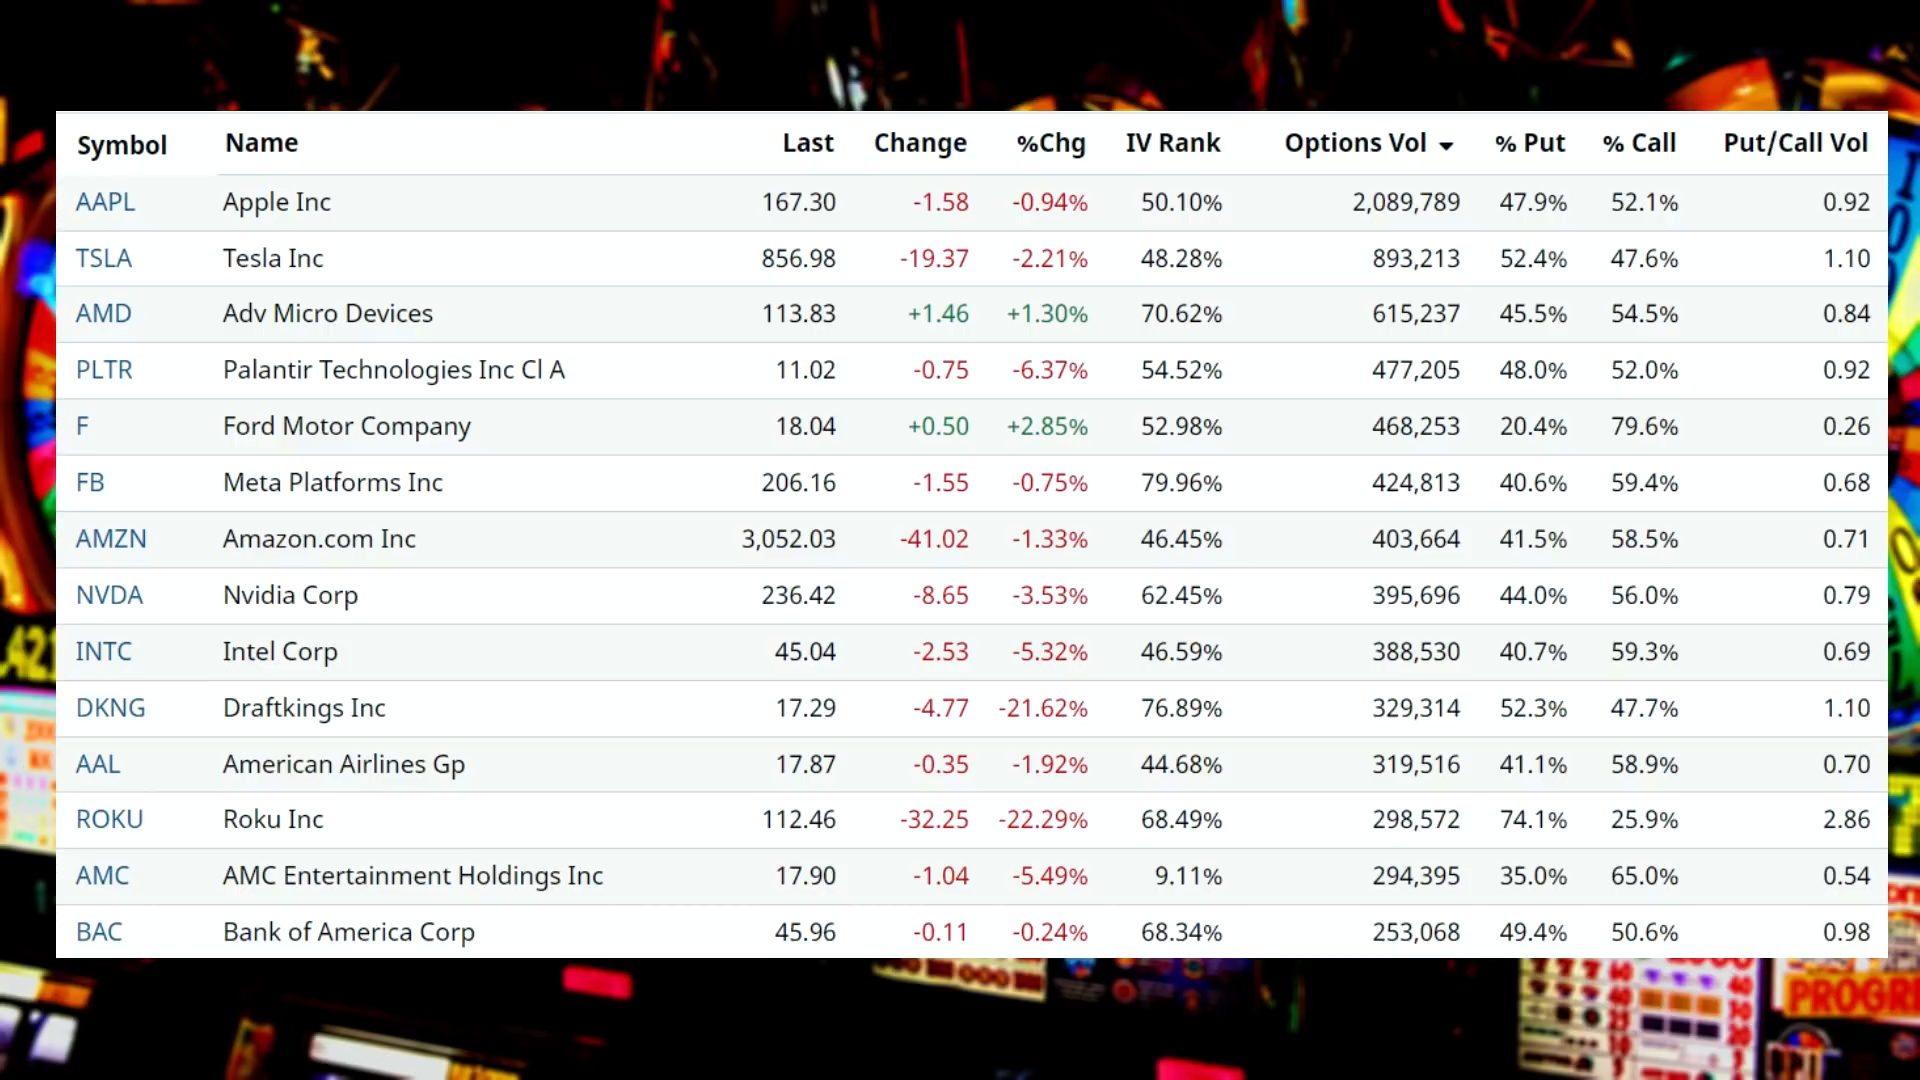 Symbol Name Last Change %Chg IV Rank Options Vol % Put % Call Put/Call Vol
AAPL Apple Inc 167.30 -1.58 -0.94% 50.10% 2,089,789 47.9% 52.1% 0.92
TSLA Tesla Inc 856.98 -19.37 -2.21% 48.28% 893,213 52.4% 47.6% 1.10
AMD Adv Micro Devices 113.83 +1.46 +1.30% 70.62% 615,237 45.5% 54.5% 0.84
PLTR Palantir Technologies Inc Cl A 11.02 -0.75 -6.37% 54.52% 477,205 48.0% 52.0% 0.92
F Ford Motor Company 18.04 +0.50 +2.85% 52.98% 468,253 20.4% 79.6% 0.26
FB Meta Platforms Inc 206.16 -1.55 -0.75% 79.96% 424,813 40.6% 59.4% 0.68
AMZN Amazon.com Inc 3,052.03 -41.02 -1.33% 46.45% 403,664 41.5% 58.5% 0.71
NVDA Nvidia Corp 236.42 -8.65 -3.53% 62.45% 395,696 44.0% 56.0% 0.79
INTC Intel Corp 45.04 -2.53 -5.32% 46.59% 388,530 40.7% 59.3% 0.69
DKNG Draftkings Inc 17.29 -4.77 -21.62% 76.89% 329,314 52.3% 47.7% 1.10
AAL American Airlines Gp 17.87 -0.35 -1.92% 44.68% 319,516 41.1% 58.9% 0.70
ROKU Roku Inc 112.46 -32.25 -22.29% 68.49% 298,572 74.1% 25.9% 2.86
AMC AMC Entertainment Holdings Inc 17.90 -1.04 -5.49% 9.11% 294,395 35.0% 65.0% 0.54
BAC Bank of America Corp 45.96 -0.11 -0.24% 68.34% 253,068 49.4% 50.6% 0.98